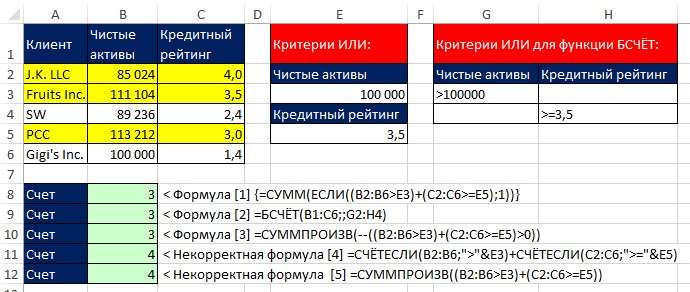 A B C D E F G H
1 Клиент Чистые активы Кредитный рейтинг Критерии ИЛИ: Критерии ИЛИ для функции БСЧЁТ:
2 J.K. LLC 85 024 4,0 Чистые активы Чистые активы Кредитный рейтинг
3 Fruits Inc. 111 104 3,5 100 000 >100000
4 SW 89 236 2,4 Кредитный рейтинг >=3,5
5 PCC 113 212 3,0 3,5
6 Gigi's Inc. 100 000 1,4
7
8 Счет 3 < Формула [1] {=СУММ(ЕСЛИ((B2:B6>E3)+(C2:C6>=E5);1))}
9 Счет 3 < Формула [2] =БСЧЁТ(B1:C6;;G2:H4)
10 Счет 3 < Формула [3] =СУММПРОИЗВ(--((B2:B6>E3)+(C2:C6>=E5)>0))
11 Счет 4 < Некорректная формула [4] =СЧЁТЕСЛИ(B2:B6;">"&E3)+СЧЁТЕСЛИ(C2:C6;">="&E5)
12 Счет 4 < Некорректная формула [5] =СУММПРОИЗВ((B2:B6>E3)+(C2:C6>=E5))